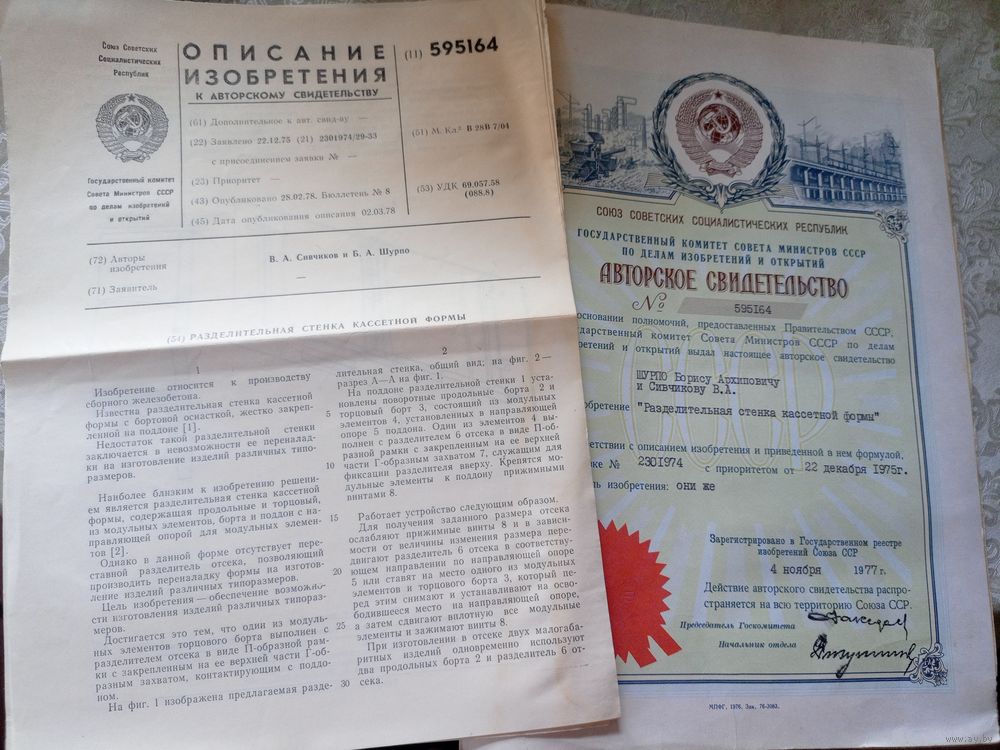 Союз Советских
Социалистических
Республик
ОПИСАНИЕ
ИЗОБРЕТЕНИЯ
К АВТОРСКОМУ СВИДЕТЕЛЬСТВУ
(11) 595164
(61) Дополнительное к авт. свид-ву —
(22) Заявлено 22.12.75 (21) 2301974/29-33
с присоединением заявки № —
(23) Приоритет —
(43) Опубликовано 28.02.78. Бюллетень № 8
(45) Дата опубликования описания 02.03.78
(51) М. Кл.² В 28В 7/04
(53) УДК 69.057.58
(088.8)
Государственный комитет
Совета Министров СССР
по делам изобретений
и открытий
(72) Авторы
изобретения
В. А. Сивчиков и Б. А. Шурпо
(71) Заявитель
—
(54) РАЗДЕЛИТЕЛЬНАЯ СТЕНКА КАССЕТНОЙ ФОРМЫ
1
Изобретение относится к производству
сборного железобетона.
Известна разделительная стенка кассетной
формы с бортовой оснасткой, жестко закреп-
ленной на поддоне [1].
Недостаток такой разделительной стенки
заключается в невозможности ее переналад-
ки на изготовление изделий различных типо-
размеров.
Наиболее близким к изобретению решени-
ем является разделительная стенка кассетной
формы, содержащая продольные и торцовый,
из модульных элементов, борта и поддон с на-
правляющей опорой для модульных элемен-
тов [2].
Однако в данной форме отсутствует пере-
ставной разделитель отсека, позволяющий
производить переналадку формы на изготов-
ление изделий различных типоразмеров.
Цель изобретения — обеспечение возможно-
сти изготовления изделий различных типораз-
меров.
Достигается это тем, что один из модуль-
ных элементов торцового борта выполнен с
разделителем отсека в виде П-образной рам-
ки с закрепленным на ее верхней части Г-об-
разным захватом, контактирующим с поддо-
ном.
На фиг. 1 изображена предлагаемая разде-
5
10
15
20
25
30
2
лительная стенка, общий вид; на фиг. 2 —
разрез А—А на фиг. 1.
На поддоне разделительной стенки 1 уста-
новлены поворотные продольные борта 2 и
торцовый борт 3, состоящий из модульных
элементов 4, установленных в направляющей
опоре 5 поддона. Один из элементов 4 вы-
полнен с разделителем 6 отсека в виде П-об-
разной рамки с закрепленным на ее верхней
части Г-образным захватом 7, служащим для
фиксации разделителя вверху. Крепятся мо-
дульные элементы к поддону прижимными
винтами 8.
Работает устройство следующим образом.
Для получения заданного размера отсека
ослабляют прижимные винты 8 и в зависи-
мости от величины изменения размера пере-
двигают разделитель 6 отсека в соответству-
ющем направлении по направляющей опоре
5 или ставят на место одного из модульных
элементов и торцового борта 3, который пе-
ред этим снимают и устанавливают на осво-
бодившееся место на направляющей опоре,
а затем сдвигают вплотную все модульные
элементы и зажимают винты 8.
При изготовлении в отсеке двух малогаба-
ритных изделий одновременно используют
два продольных борта 2 и разделитель 6 от-
сека.
СОЮЗ СОВЕТСКИХ СОЦИАЛИСТИЧЕСКИХ РЕСПУБЛИК
ГОСУДАРСТВЕННЫЙ КОМИТЕТ СОВЕТА МИНИСТРОВ СССР
ПО ДЕЛАМ ИЗОБРЕТЕНИЙ И ОТКРЫТИЙ
АВТОРСКОЕ СВИДЕТЕЛЬСТВО
№ 595164
основании полномочий, предоставленных Правительством СССР,
ударственный комитет Совета Министров СССР по делам
ретений и открытий выдал настоящее авторское свидетельство
ШУРПО Борису Архиповичу
и Сивчикову В.А.
бретение "Разделительная стенка кассетной формы"
ветствии с описанием изобретения и приведенной в нем формулой,
ке № 2301974 с приоритетом от 22 декабря 1975г.
ль изобретения: они же
СССР
Зарегистрировано в Государственном реестре
изобретений Союза ССР
4 ноября 1977г.
Действие авторского свидетельства распро-
страняется на всю территорию Союза ССР.
Председатель Госкомитета
Начальник отдела
МПФГ. 1976. Зак. 76-3083.
www.ay.by